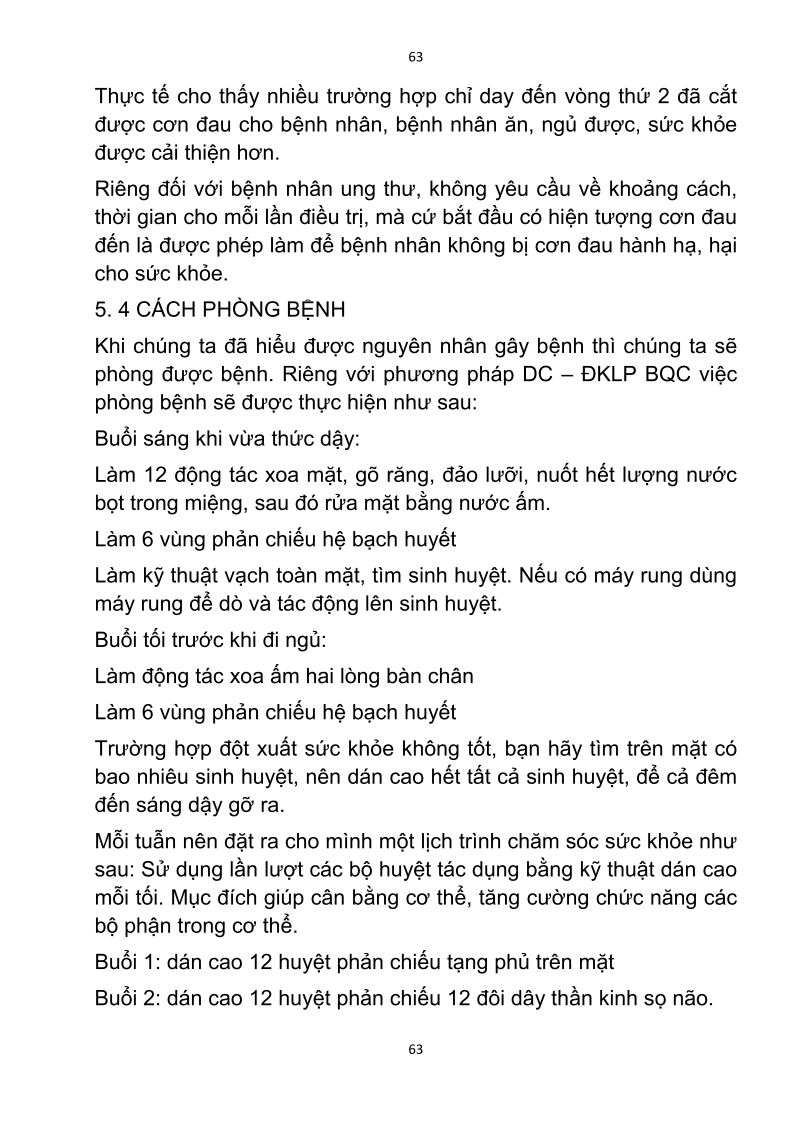 63
Thực tế cho thấy nhiều trường hợp chỉ day đến vòng thứ 2 đã cắt
được cơn đau cho bệnh nhân, bệnh nhân ăn, ngủ được, sức khỏe
được cải thiện hơn.
Riêng đối với bệnh nhân ung thư, không yêu cầu về khoảng cách,
thời gian cho mỗi lần điều trị, mà cứ bắt đầu có hiện tượng cơn đau
đến là được phép làm để bệnh nhân không bị cơn đau hành hạ, hại
cho sức khỏe.
5. 4 CÁCH PHÒNG BỆNH
Khi chúng ta đã hiểu được nguyên nhân gây bệnh thì chúng ta sẽ
phòng được bệnh. Riêng với phương pháp DC – ĐKLP BQC việc
phòng bệnh sẽ được thực hiện như sau:
Buổi sáng khi vừa thức dậy:
Làm 12 động tác xoa mặt, gõ răng, đảo lưỡi, nuốt hết lượng nước
bọt trong miệng, sau đó rửa mặt bằng nước ấm.
Làm 6 vùng phản chiếu hệ bạch huyết
Làm kỹ thuật vạch toàn mặt, tìm sinh huyệt. Nếu có máy rung dùng
máy rung để dò và tác động lên sinh huyệt.
Buổi tối trước khi đi ngủ:
Làm động tác xoa ấm hai lòng bàn chân
Làm 6 vùng phản chiếu hệ bạch huyết
Trường hợp đột xuất sức khỏe không tốt, bạn hãy tìm trên mặt có
bao nhiêu sinh huyệt, nên dán cao hết tất cả sinh huyệt, để cả đêm
đến sáng dậy gỡ ra.
Mỗi tuẫn nên đặt ra cho mình một lịch trình chăm sóc sức khỏe như
sau: Sử dụng lần lượt các bộ huyệt tác dụng bằng kỹ thuật dán cao
mỗi tối. Mục đích giúp cân bằng cơ thể, tăng cường chức năng các
bộ phận trong cơ thể.
Buổi 1: dán cao 12 huyệt phản chiếu tạng phủ trên mặt
Buổi 2: dán cao 12 huyệt phản chiếu 12 đôi dây thần kinh sọ não.
63